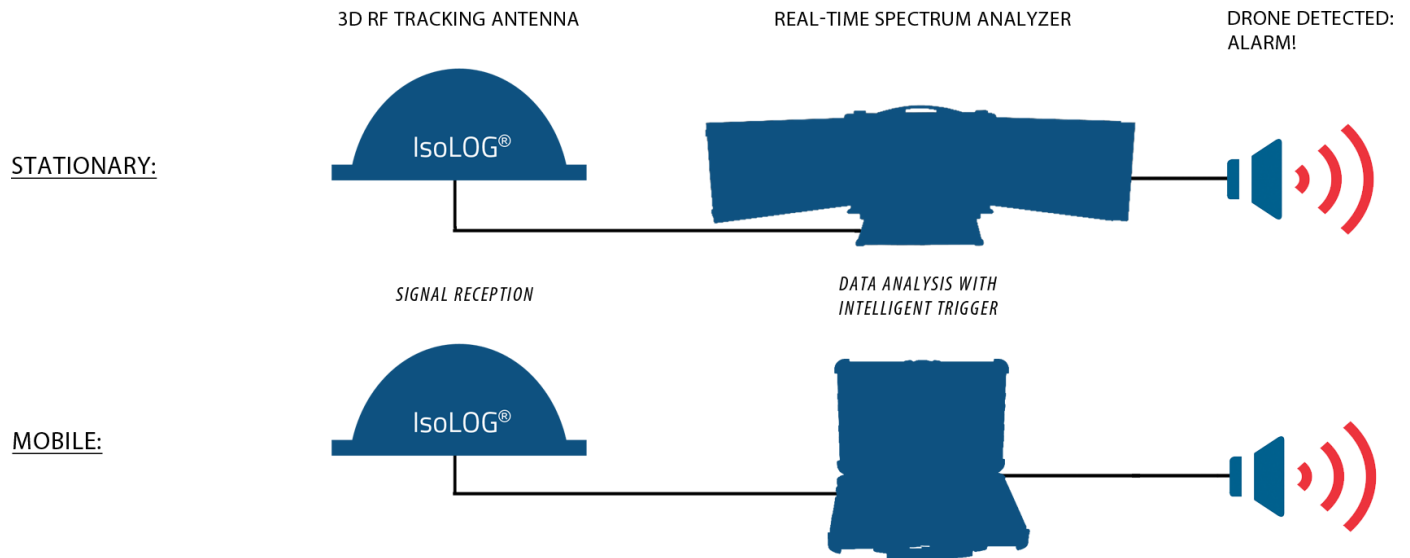 3D RF TRACKING ANTENNA
REAL-TIME SPECTRUM ANALYZER
DRONE DETECTED:
ALARM!
STATIONARY:
IsoLOG®
SIGNAL RECEPTION
DATA ANALYSIS WITH
INTELLIGENT TRIGGER
MOBILE:
IsoLOG®